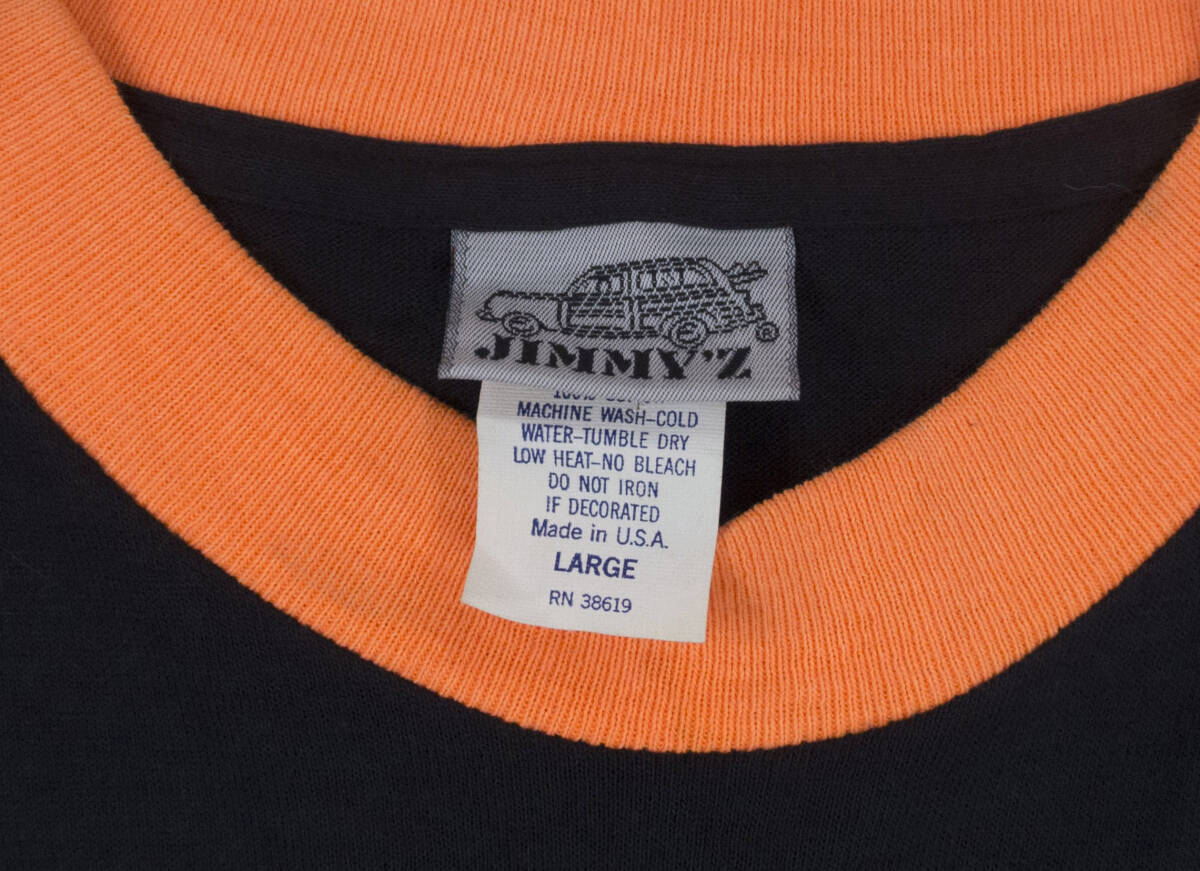 JIMMY'Z
MACHINE WASH–COLD
WATER–TUMBLE DRY
LOW HEAT–NO BLEACH
DO NOT IRON
IF DECORATED
Made in U.S.A.
LARGE
RN 38619